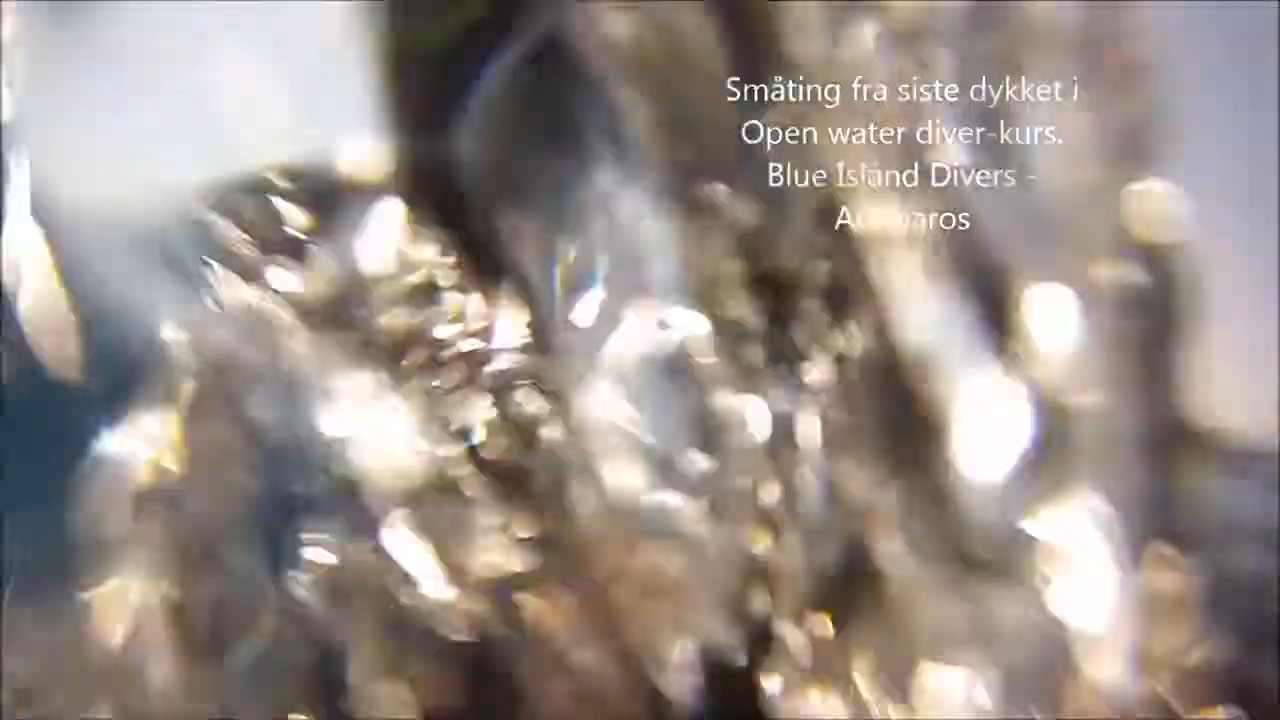 Småting fra siste dykket i
Open water diver-kurs.
Blue Island Divers -